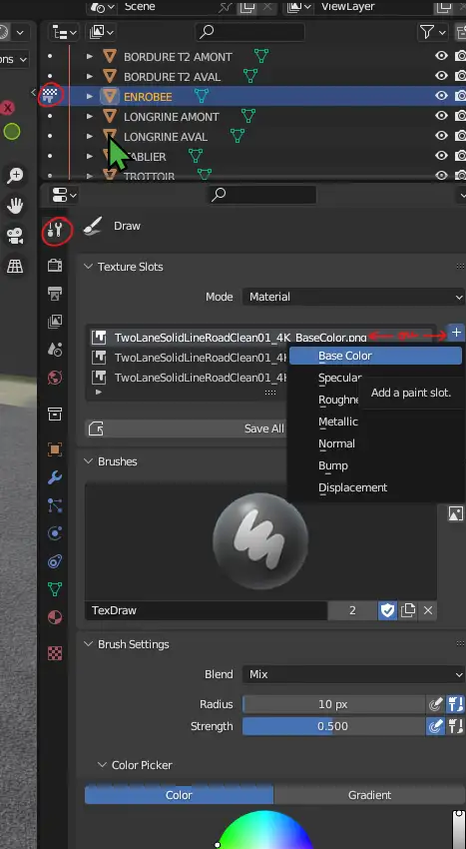 Scene
ViewLayer
ons
BORDURE T2 AMONT
BORDURE T2 AVAL
ENROBEE
LONGRINE AMONT
LONGRINE AVAL
TABLIER
TROTTOIR
X
Draw
Texture Slots
Mode Material
TwoLaneSolidLineRoadClean01_4K_BaseColor.png
TwoLaneSolidLineRoadClean01_4K
TwoLaneSolidLineRoadClean01_4K
Base Color
Specular
Roughne
Add a paint slot.
Metallic
Normal
Bump
Displacement
Save All
Brushes
TexDraw 2
Brush Settings
Blend Mix
Radius 10 px
Strength 0.500
Color Picker
Color Gradient